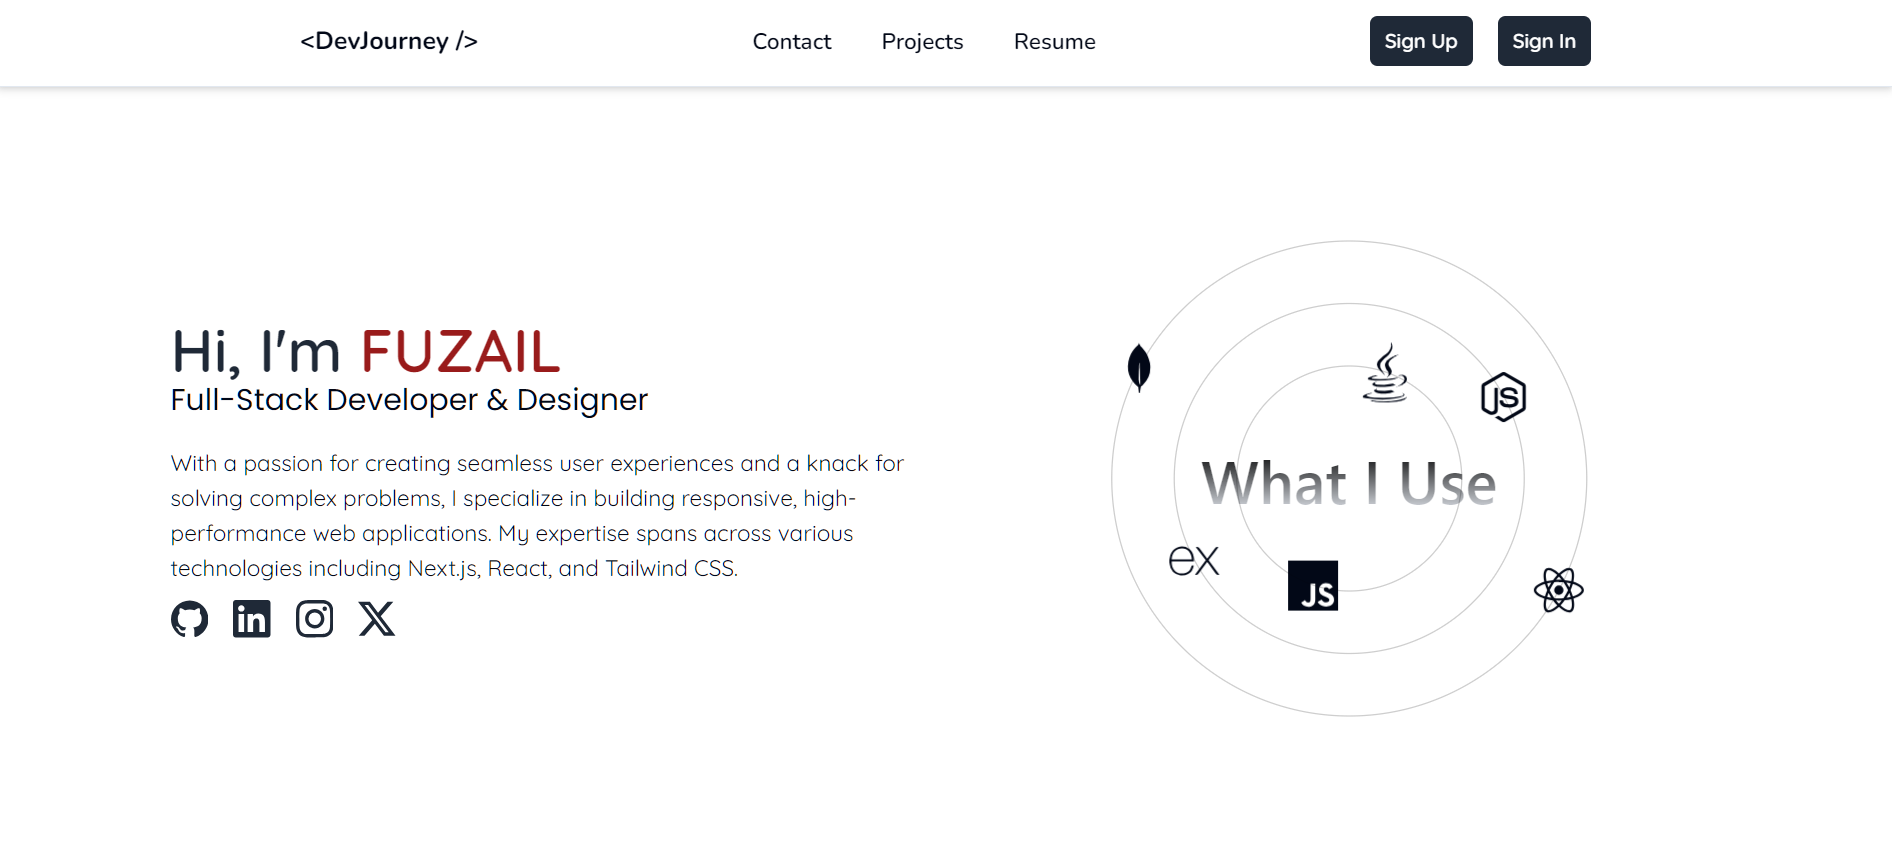 <DevJourney />
Contact
Projects
Resume
Sign Up
Sign In
Hi, I'm FUZAIL
Full-Stack Developer & Designer
With a passion for creating seamless user experiences and a knack for
solving complex problems, I specialize in building responsive, high-
performance web applications. My expertise spans across various
technologies including Next.js, React, and Tailwind CSS.
in
X
JS
What I Use
ex
JS